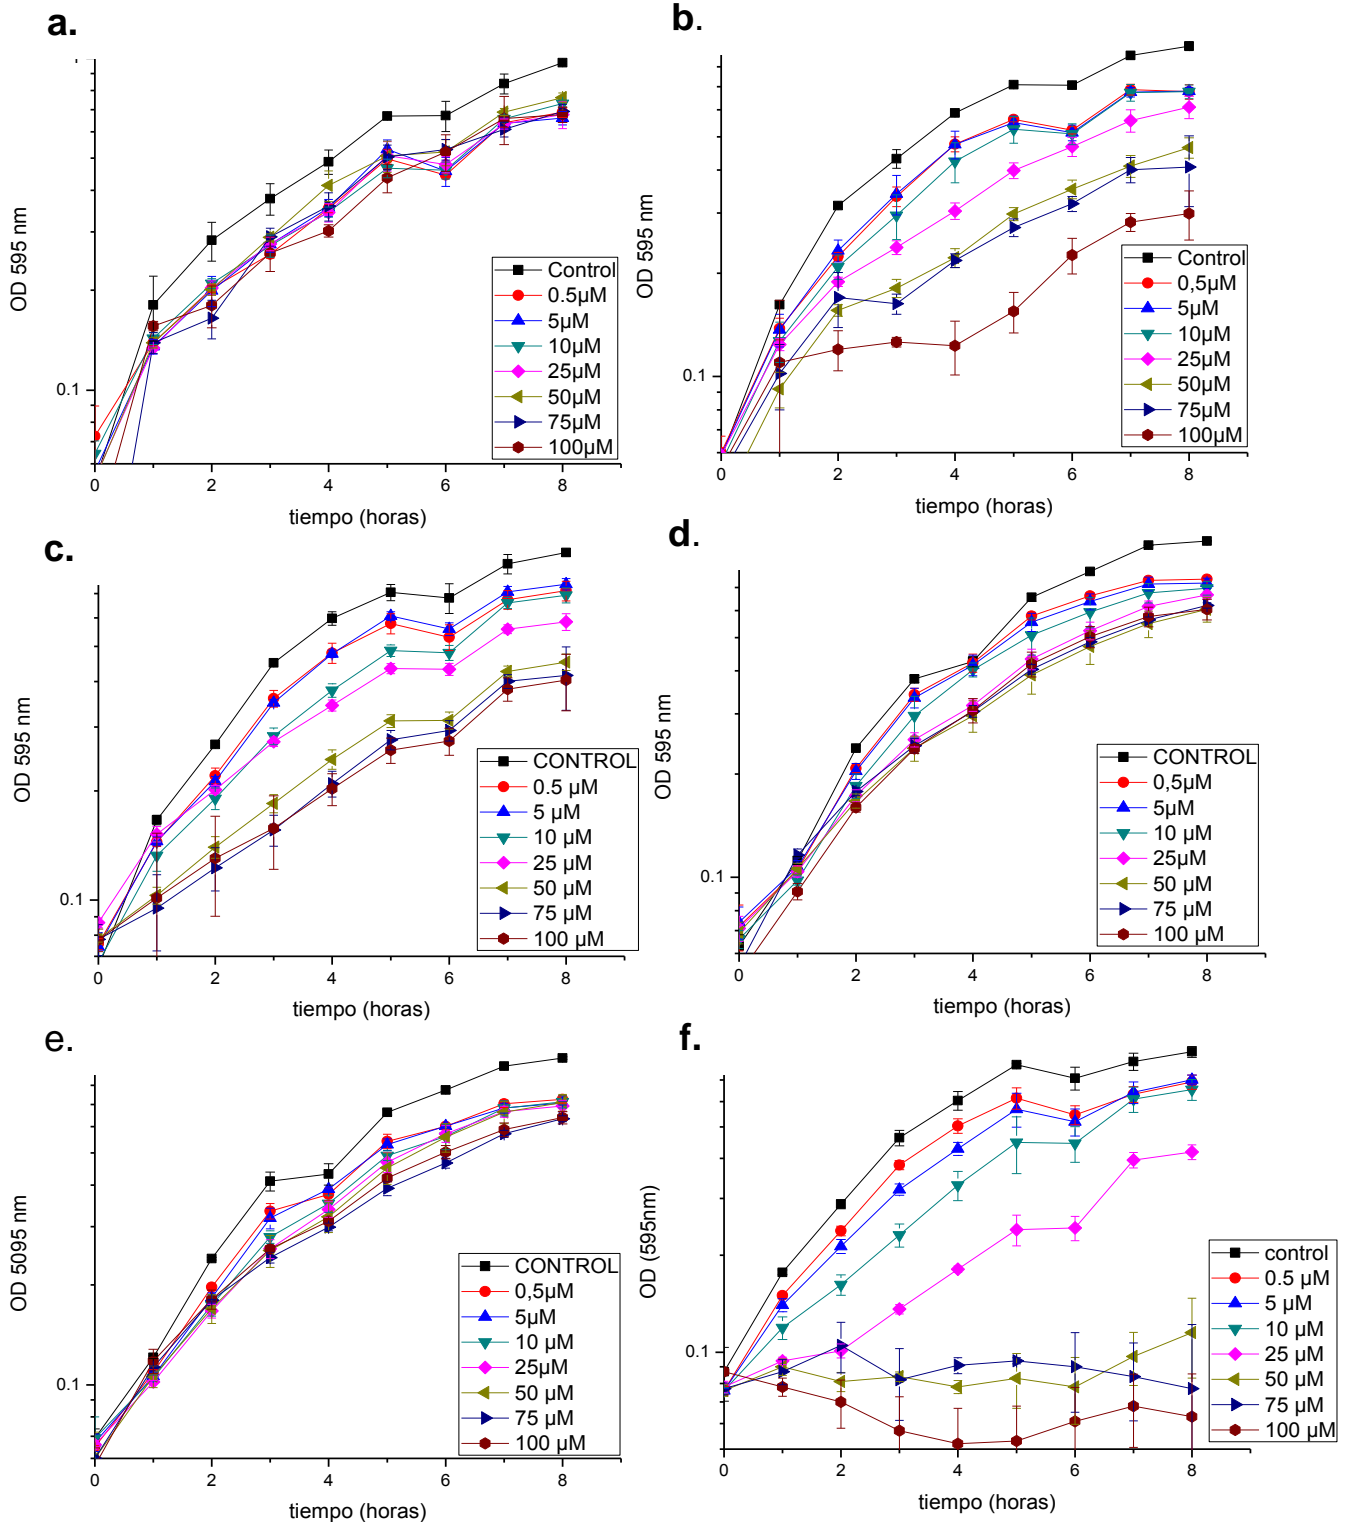 a.
OD 595 nm
0.1
Control
0.5µM
5µM
10µM
25µM
50µM
75µM
100µM
0 2 4 6 8
tiempo (horas)
b.
OD 595 nm
0.1
Control
0,5µM
5µM
10µM
25µM
50µM
75µM
100µM
0 2 4 6 8
tiempo (horas)
c.
OD 595 nm
0.1
CONTROL
0.5 µM
5 µM
10 µM
25 µM
50 µM
75 µM
100 µM
0 2 4 6 8
tiempo (horas)
d.
OD 595 nm
0.1
CONTROL
0,5µM
5µM
10 µM
25µM
50 µM
75 µM
100 µM
0 2 4 6 8
tiempo (horas)
e.
OD 5095 nm
0.1
CONTROL
0,5µM
5µM
10 µM
25µM
50 µM
75 µM
100 µM
0 2 4 6 8
tiempo (horas)
f.
OD (595nm)
0.1
control
0.5 µM
5 µM
10 µM
25 µM
50 µM
75 µM
100 µM
0 2 4 6 8
tiempo (horas)